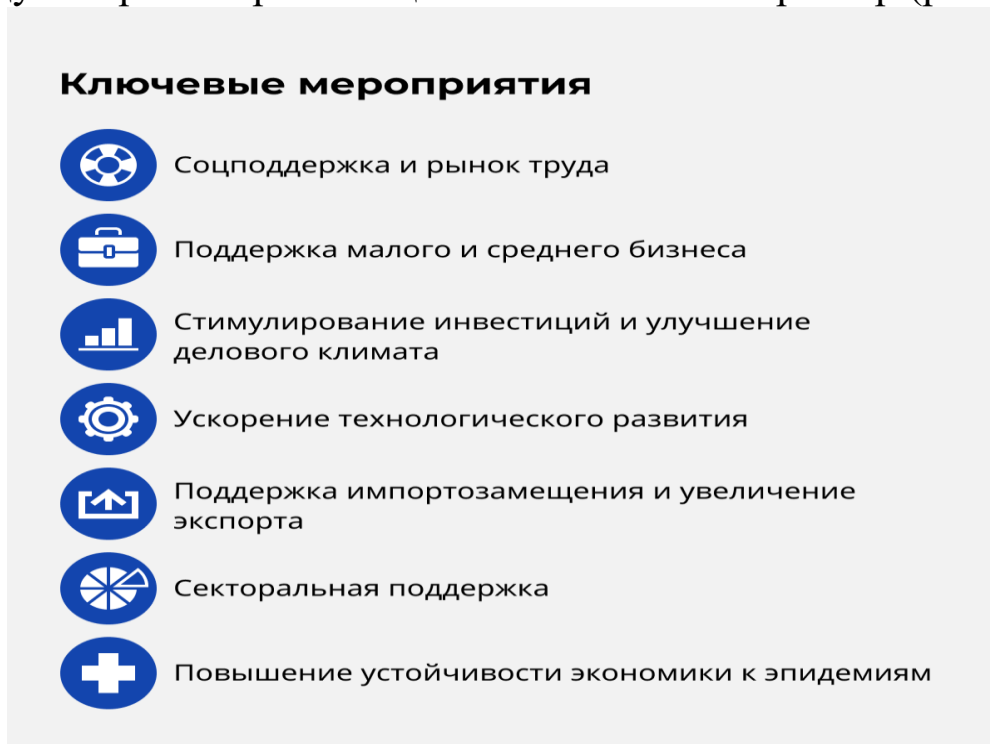 Ключевые мероприятия
Соцподдержка и рынок труда
Поддержка малого и среднего бизнеса
Стимулирование инвестиций и улучшение
делового климата
Ускорение технологического развития
Поддержка импортозамещения и увеличение
экспорта
Секторальная поддержка
Повышение устойчивости экономики к эпидемиям